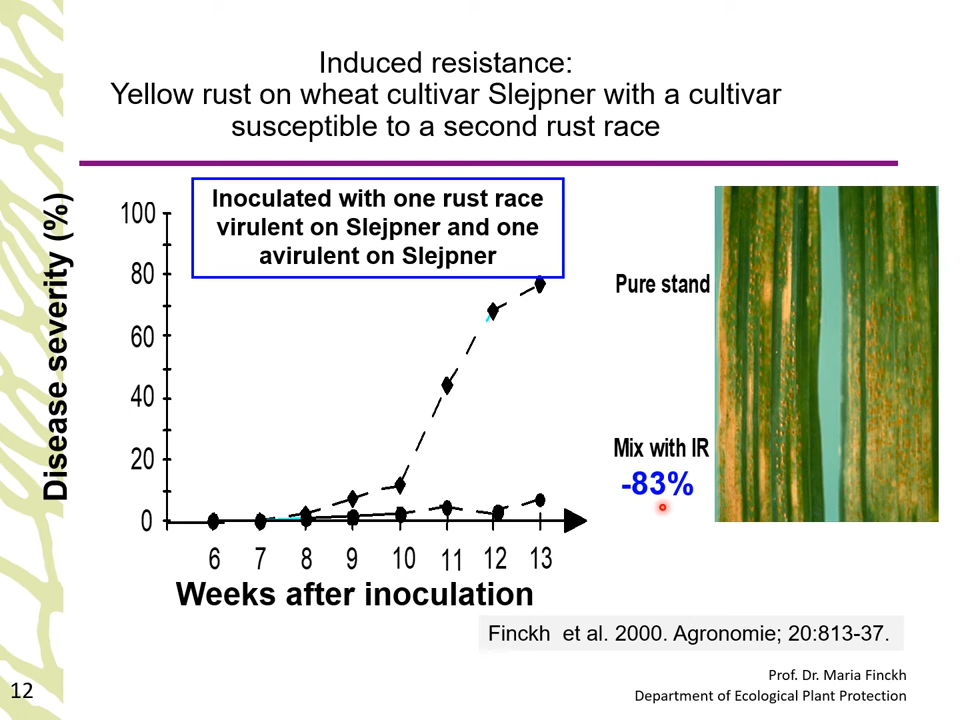 Induced resistance:
Yellow rust on wheat cultivar Slejpner with a cultivar
susceptible to a second rust race
Inoculated with one rust race
virulent on Slejpner and one
avirulent on Slejpner
Disease severity (%)
100
80
60
40
20
0
6 7 8 9 10 11 12 13
Weeks after inoculation
Pure stand
Mix with IR
-83%
Finckh et al. 2000. Agronomie; 20:813-37.
Prof. Dr. Maria Finckh
Department of Ecological Plant Protection
12